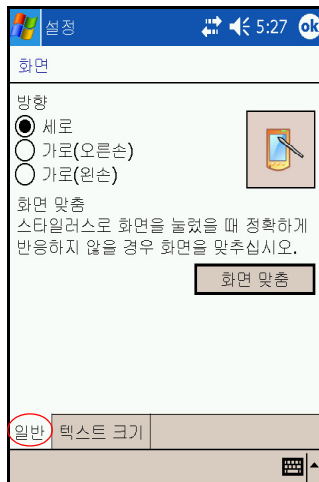 설정 5:27 ok
화면
방향
세로
가로(오른손)
가로(왼손)
화면 맞춤
스타일러스로 화면을 눌렀을 때 정확하게
반응하지 않을 경우 화면을 맞추십시오.
화면 맞춤
일반 텍스트 크기